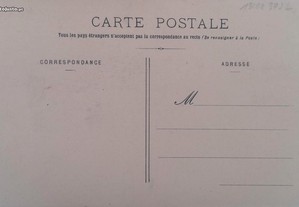 CARTE POSTALE
Tous les pays étrangers n'acceptent pas la correspondance au recto (Se renseigner à la Poste)
CORRESPONDANCE
ADRESSE
M